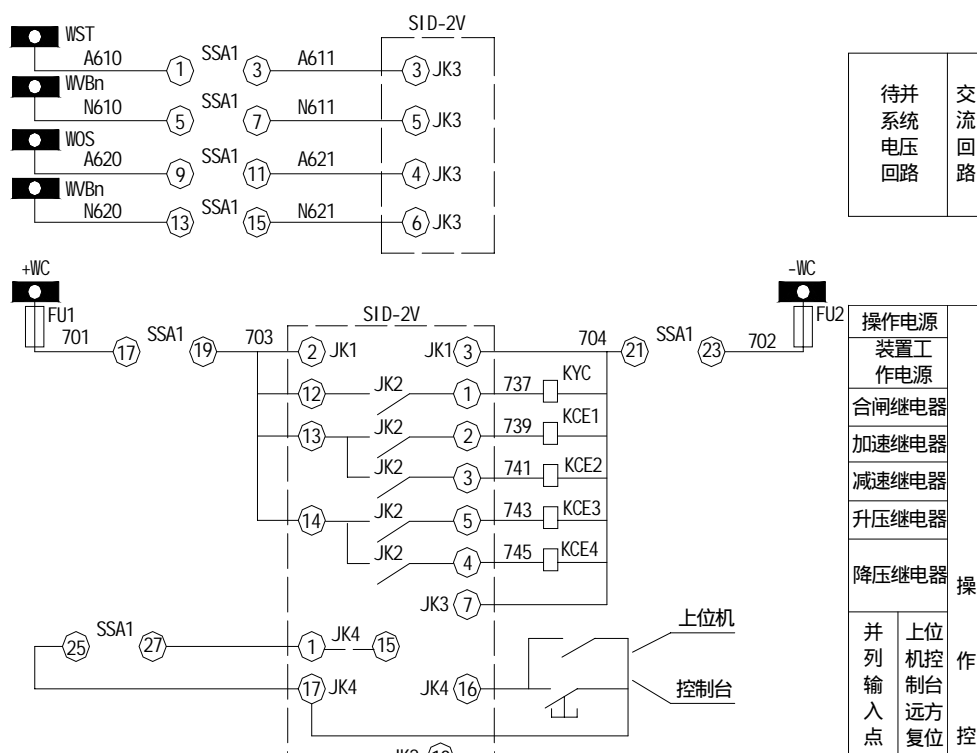 SID-2V
WST
A610
1
SSA1
3
A611
3
JK3
WVBn
N610
5
SSA1
7
N611
5
JK3
WOS
A620
9
SSA1
11
A621
4
JK3
WVBn
N620
13
SSA1
15
N621
6
JK3
待并
系统
电压
回路
交
流
回
路
+WC
FU1
701
17
SSA1
19
703
SID-2V
2
JK1
JK1
3
704
21
SSA1
23
702
-WC
FU2
12
JK2
1
737
KYC
13
JK2
2
739
KCE1
JK2
3
741
KCE2
14
JK2
5
743
KCE3
JK2
4
745
KCE4
JK3
7
25
SSA1
27
1
JK4
15
17
JK4
JK4
16
上位机
控制台
操作电源
装置工
作电源
合闸继电器
加速继电器
减速继电器
升压继电器
降压继电器
并
列
输
入
点
上位
机控
制台
远方
复位
操
作
控